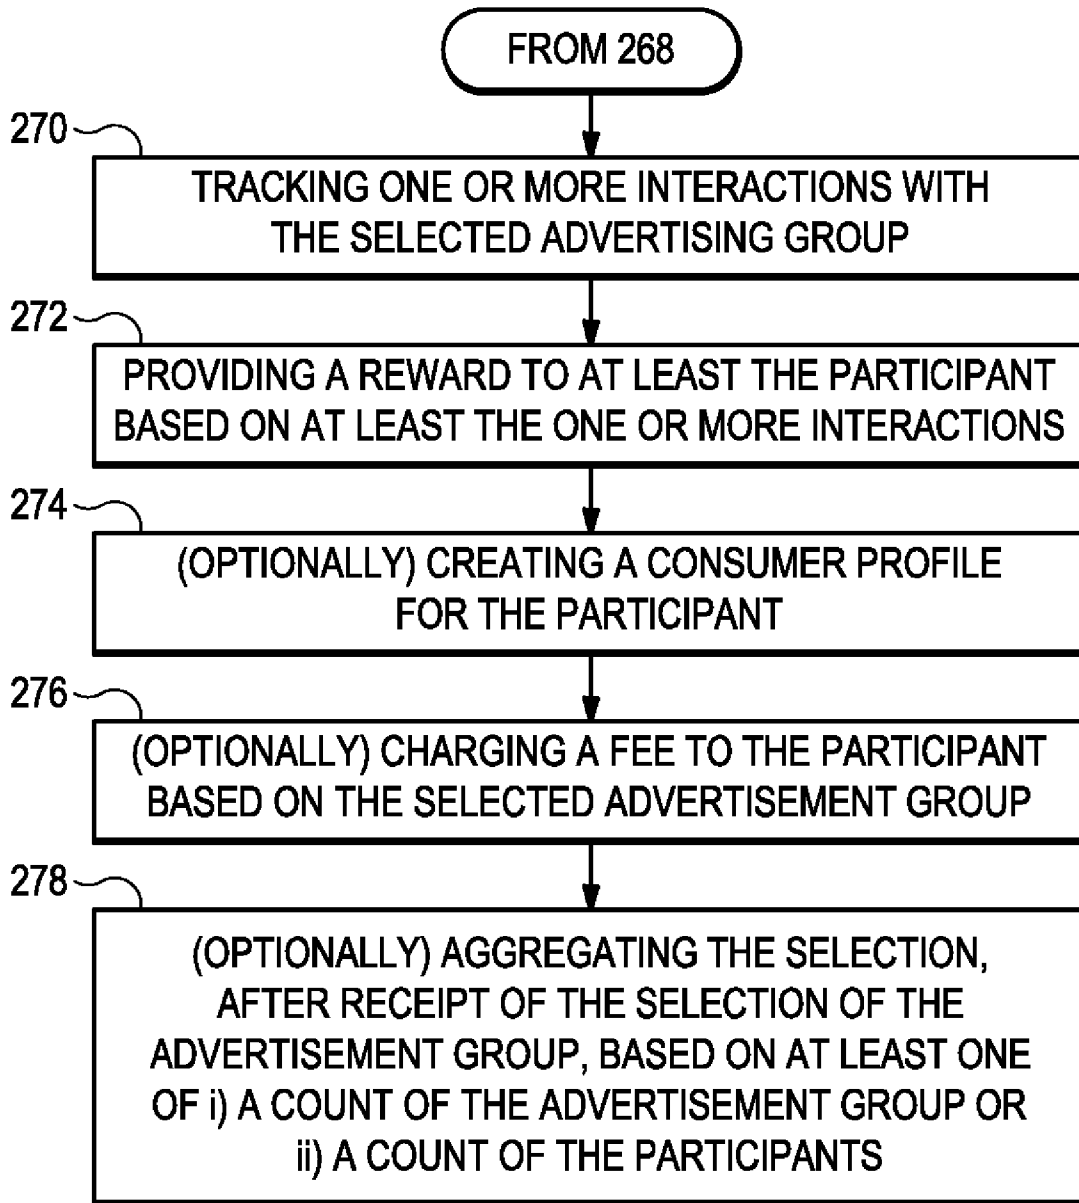 FROM 268
270
TRACKING ONE OR MORE INTERACTIONS WITH
THE SELECTED ADVERTISING GROUP
272
PROVIDING A REWARD TO AT LEAST THE PARTICIPANT
BASED ON AT LEAST THE ONE OR MORE INTERACTIONS
274
(OPTIONALLY) CREATING A CONSUMER PROFILE
FOR THE PARTICIPANT
276
(OPTIONALLY) CHARGING A FEE TO THE PARTICIPANT
BASED ON THE SELECTED ADVERTISEMENT GROUP
278
(OPTIONALLY) AGGREGATING THE SELECTION,
AFTER RECEIPT OF THE SELECTION OF THE
ADVERTISEMENT GROUP, BASED ON AT LEAST ONE
OF i) A COUNT OF THE ADVERTISEMENT GROUP OR
ii) A COUNT OF THE PARTICIPANTS